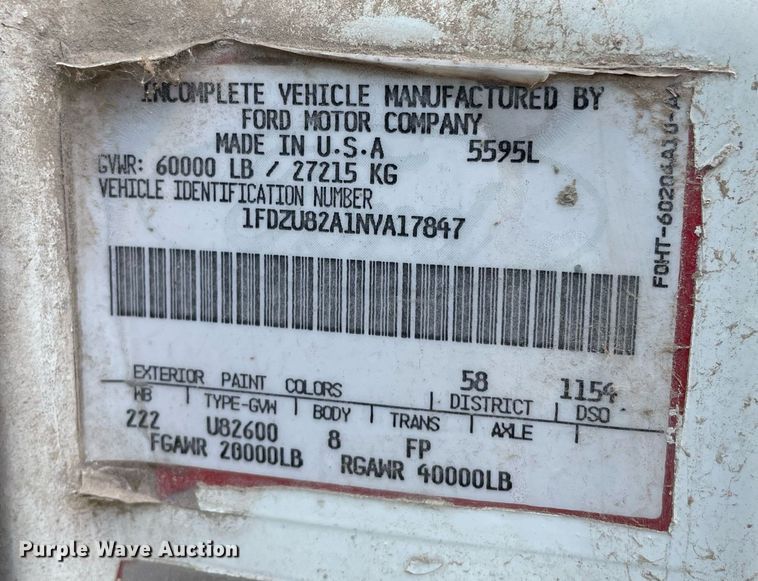 INCOMPLETE VEHICLE MANUFACTURED BY
FORD MOTOR COMPANY
MADE IN U.S.A 5595L
GVWR: 60000 LB / 27215 KG
VEHICLE IDENTIFICATION NUMBER
1FDZU82A1NVA17847
EXTERIOR PAINT COLORS 58 1154
WB TYPE-GVW BODY TRANS AXLE DISTRICT DSO
222 U82600 8 FP
FGAWR 20000LB RGAWR 40000LB
Purple Wave Auction